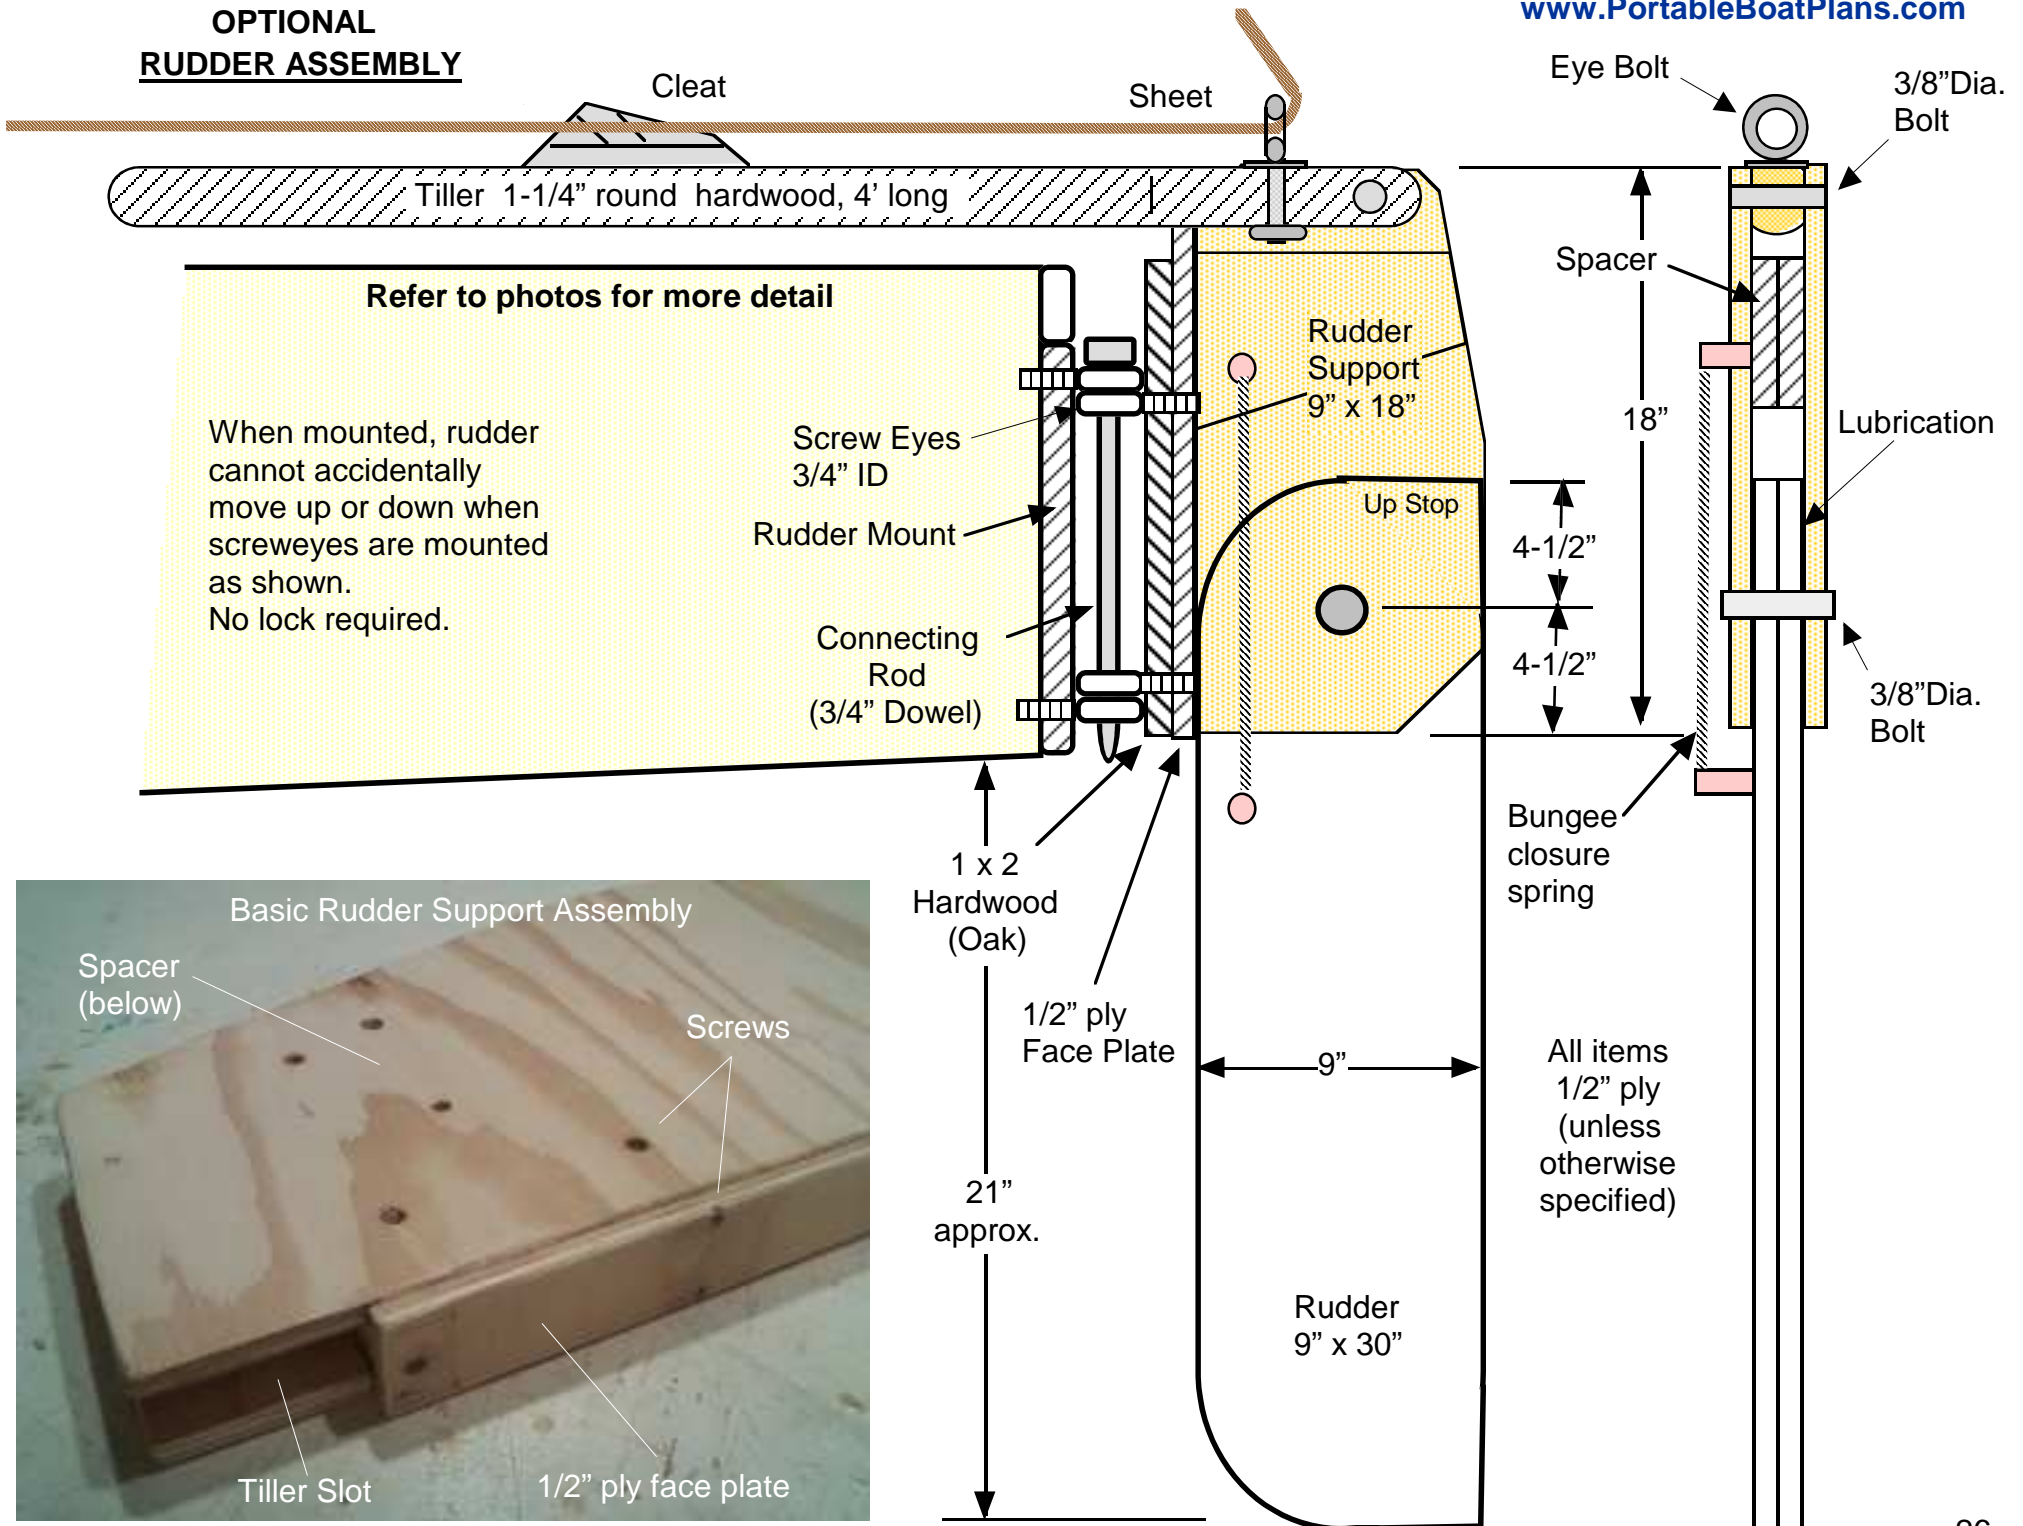 OPTIONAL
RUDDER ASSEMBLY
www.PortableBoatPlans.com
Cleat
Sheet
Eye Bolt
3/8”Dia.
Bolt
Tiller 1-1/4” round hardwood, 4’ long
Refer to photos for more detail
When mounted, rudder
cannot accidentally
move up or down when
screweyes are mounted
as shown.
No lock required.
Screw Eyes
3/4” ID
Rudder Mount
Connecting
Rod
(3/4” Dowel)
Rudder
Support
9” x 18”
Up Stop
Spacer
18”
Lubrication
4-1/2”
4-1/2”
3/8”Dia.
Bolt
Bungee
closure
spring
1 x 2
Hardwood
(Oak)
1/2” ply
Face Plate
9”
All items
1/2” ply
(unless
otherwise
specified)
21”
approx.
Rudder
9” x 30”
Basic Rudder Support Assembly
Spacer
(below)
Screws
Tiller Slot
1/2” ply face plate